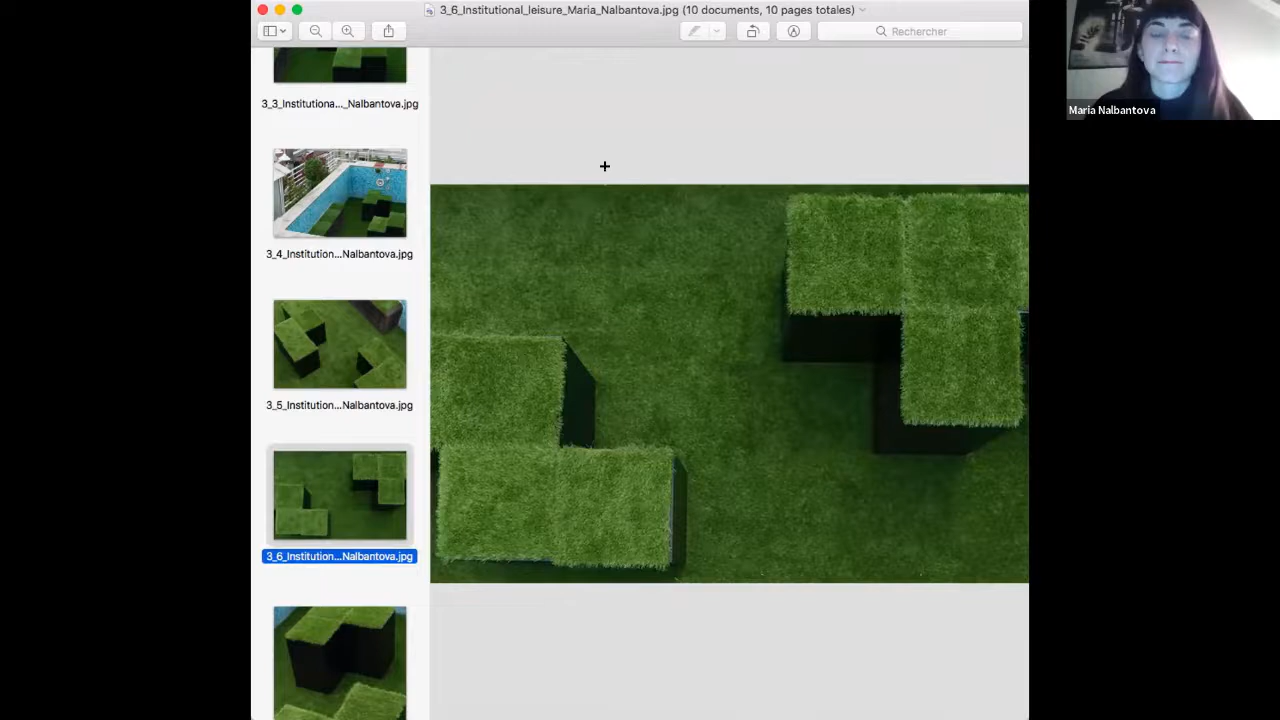 3_6_Institutional_leisure_Maria_Nalbantova.jpg (10 documents, 10 pages totales)
Rechercher
Maria Nalbantova
3_3_Institutiona..._Nalbantova.jpg
3_4_Institution...Nalbantova.jpg
3_5_Institution...Nalbantova.jpg
3_6_Institution...Nalbantova.jpg